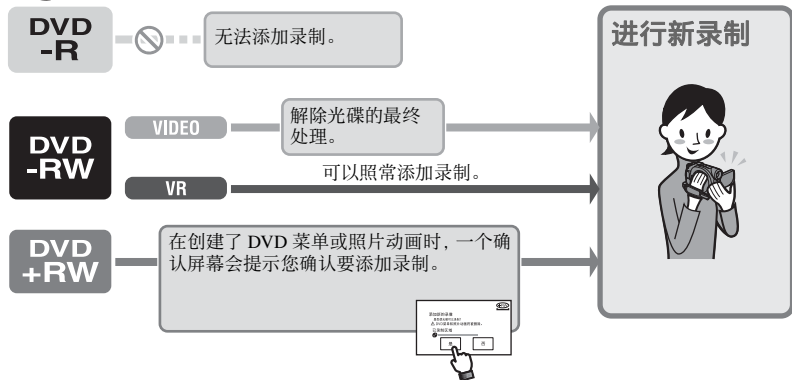 DVD
-R
无法添加录制。
进行新录制
DVD
-RW
VIDEO
解除光碟的最终
处理。
VR
可以照常添加录制。
DVD
+RW
在创建了 DVD 菜单或照片动画时，一个确
认屏幕会提示您确认要添加录制。
是
否